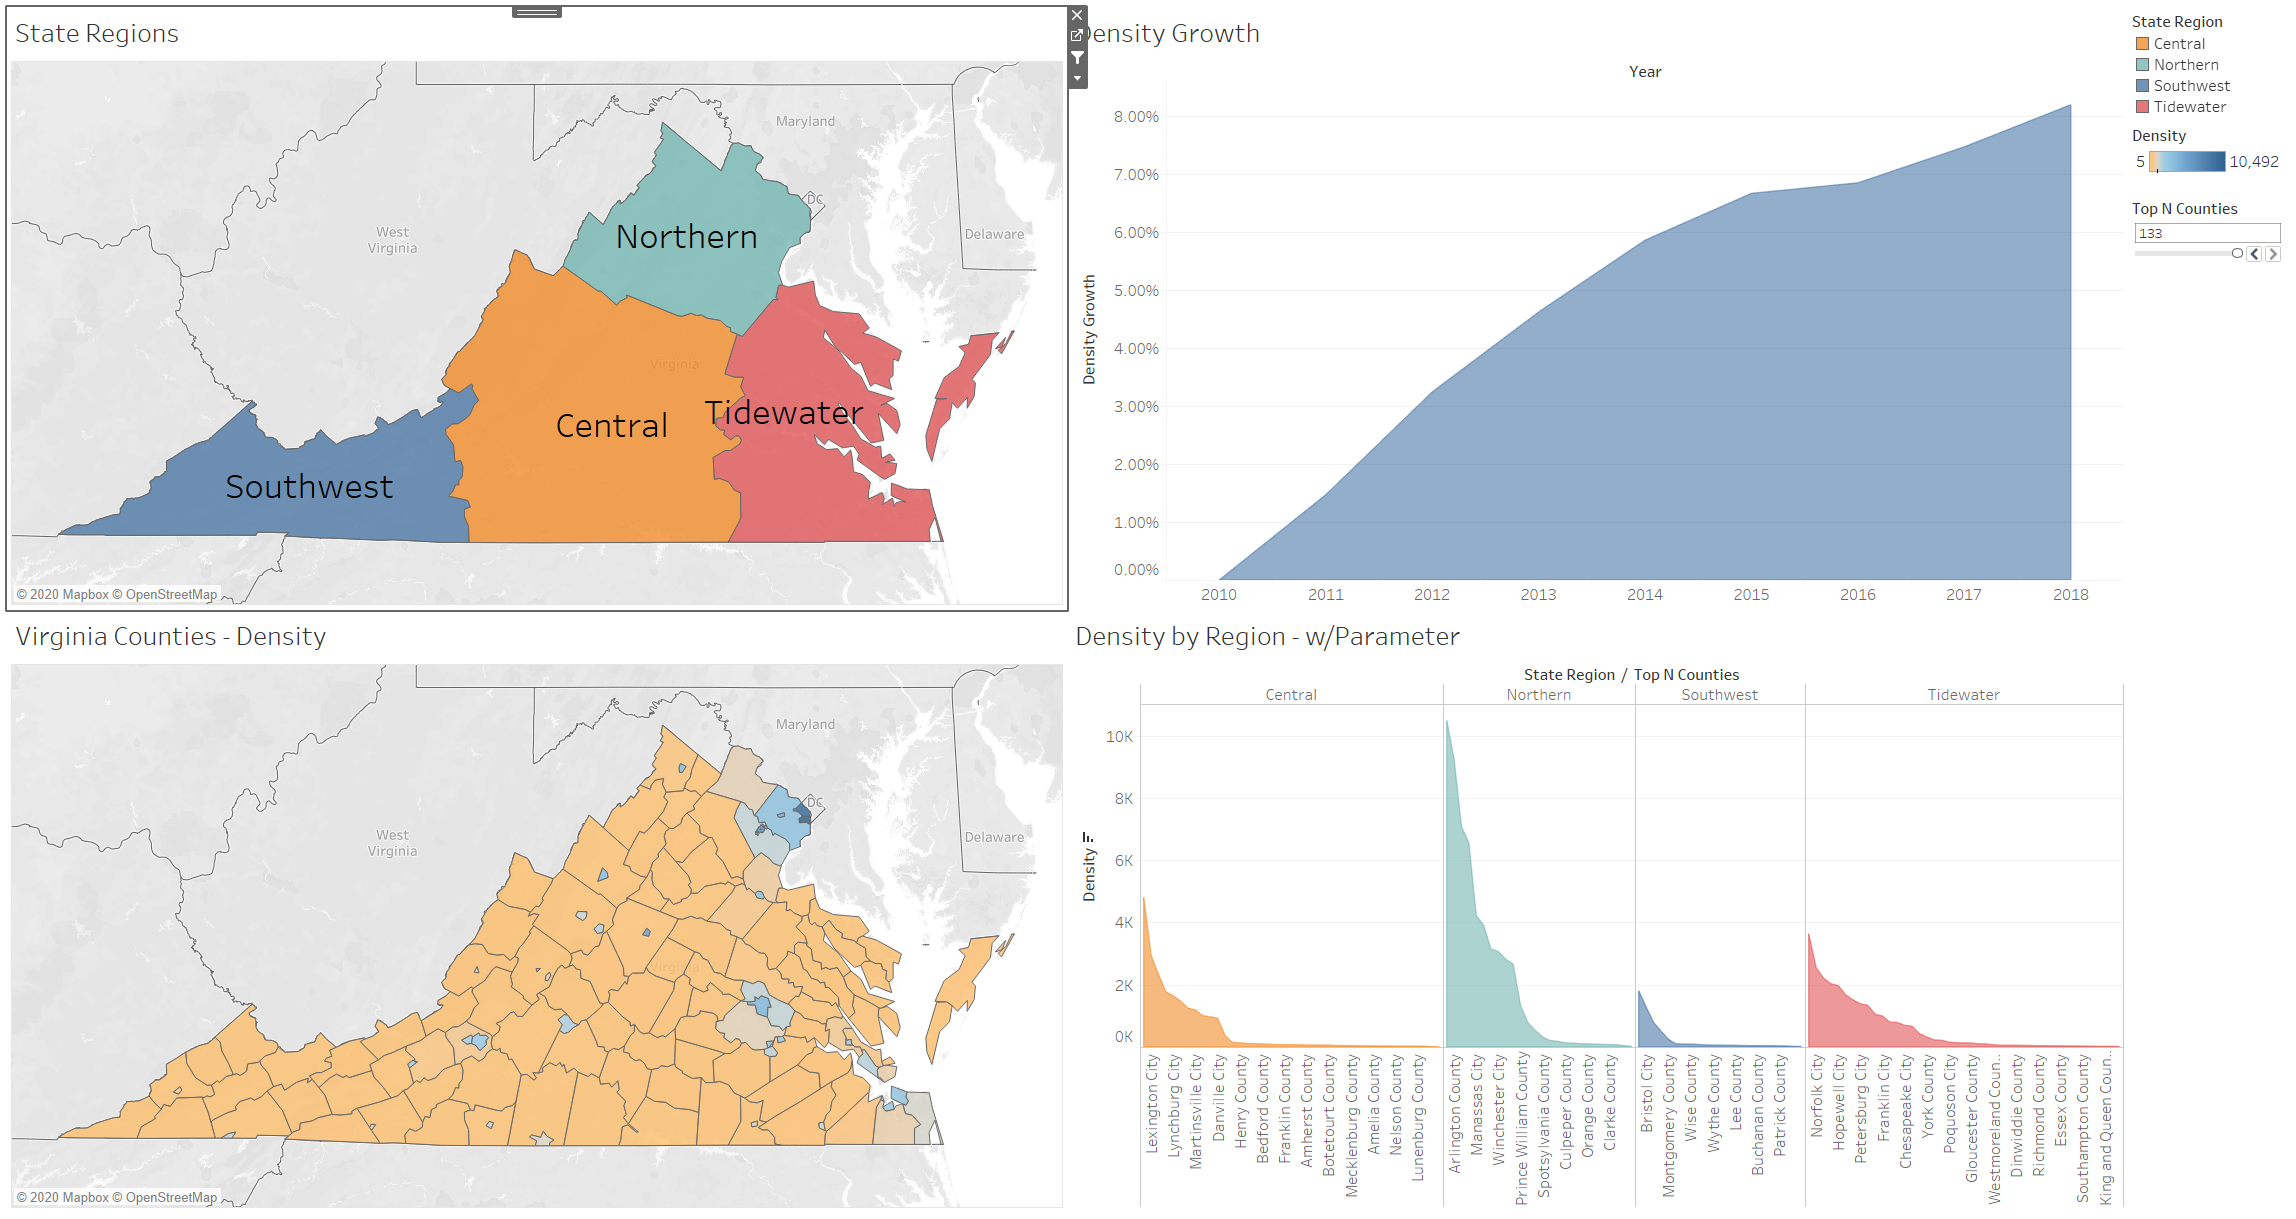 State Regions
Maryland
DC
West
Virginia
Delaware
Northern
Virginia
Tidewater
Central
Southwest
© 2020 Mapbox © OpenStreetMap
Density Growth
Year
Density Growth
8.00%
7.00%
6.00%
5.00%
4.00%
3.00%
2.00%
1.00%
0.00%
2010
2011
2012
2013
2014
2015
2016
2017
2018
State Region
Central
Northern
Southwest
Tidewater
Density
5
10,492
Top N Counties
133
Virginia Counties - Density
Maryland
DC
West
Virginia
Delaware
Virginia
© 2020 Mapbox © OpenStreetMap
Density by Region - w/Parameter
State Region / Top N Counties
Central
Northern
Southwest
Tidewater
Density
10K
8K
6K
4K
2K
0K
Lexington City
Lynchburg City
Martinsville City
Danville City
Henry County
Bedford County
Franklin County
Amherst County
Botetourt County
Mecklenburg County
Amelia County
Nelson County
Lunenburg County
Arlington County
Manassas City
Winchester City
Prince William County
Spotsylvania County
Culpeper County
Orange County
Clarke County
Bristol City
Montgomery County
Wise County
Wythe County
Lee County
Buchanan County
Patrick County
Norfolk City
Hopewell City
Petersburg City
Franklin City
Chesapeake City
York County
Poquoson City
Gloucester County
Westmoreland Coun..
Dinwiddie County
Richmond County
Essex County
Southampton County
King and Queen Coun..